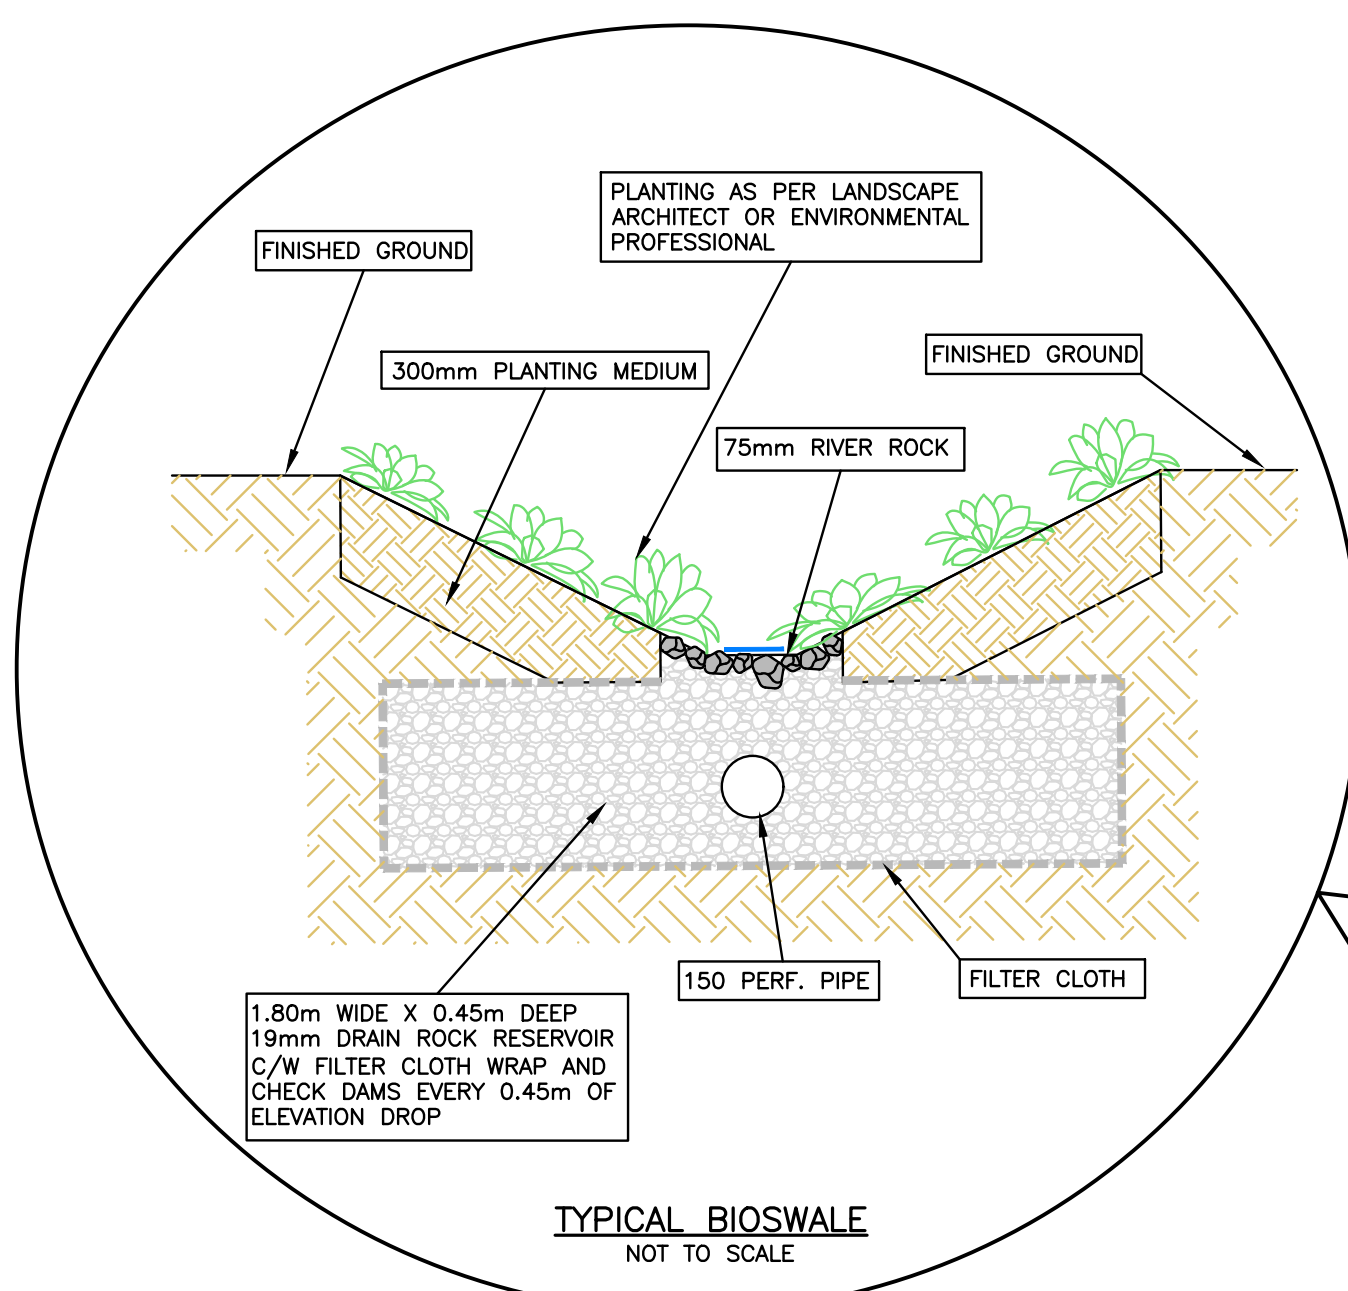 PLANTING AS PER LANDSCAPE
ARCHITECT OR ENVIRONMENTAL
PROFESSIONAL
FINISHED GROUND
FINISHED GROUND
300mm PLANTING MEDIUM
75mm RIVER ROCK
150 PERF. PIPE
FILTER CLOTH
1.80m WIDE X 0.45m DEEP
19mm DRAIN ROCK RESERVOIR
C/W FILTER CLOTH WRAP AND
CHECK DAMS EVERY 0.45m OF
ELEVATION DROP
TYPICAL BIOSWALE
NOT TO SCALE